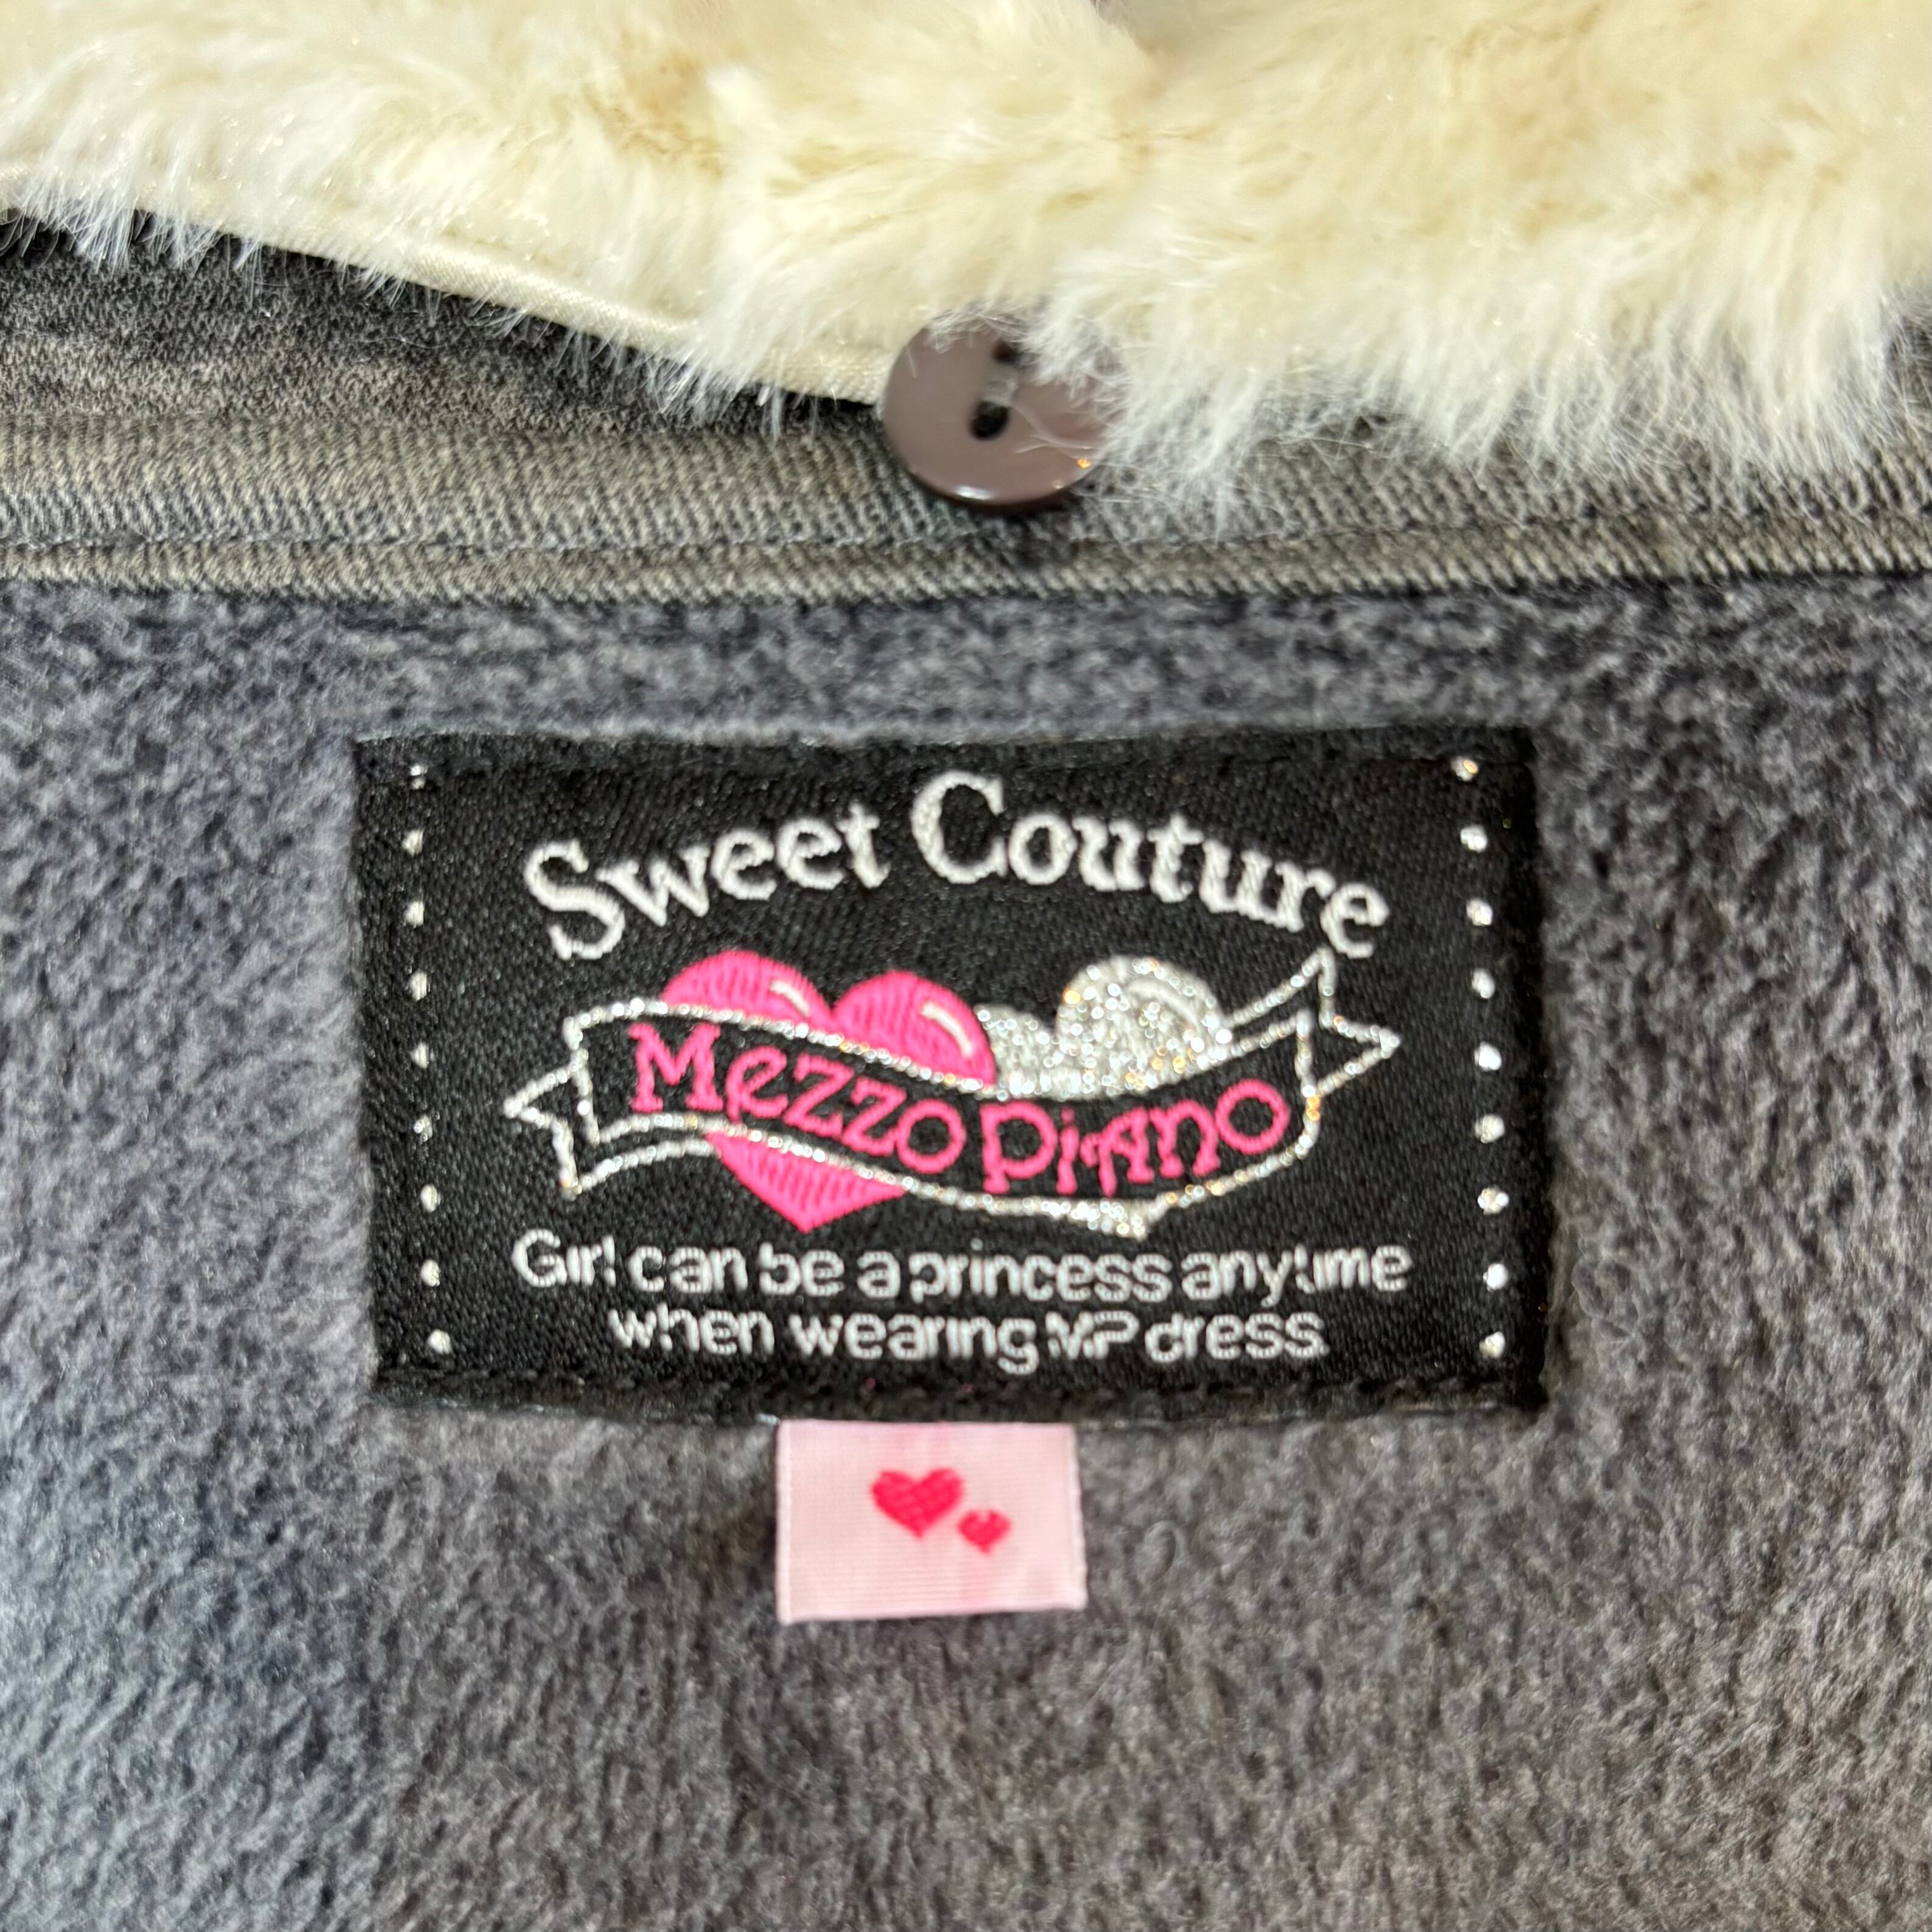 Sweet Couture
Mezzo Piano
Girl can be a princess anytime
when wearing MP dress.